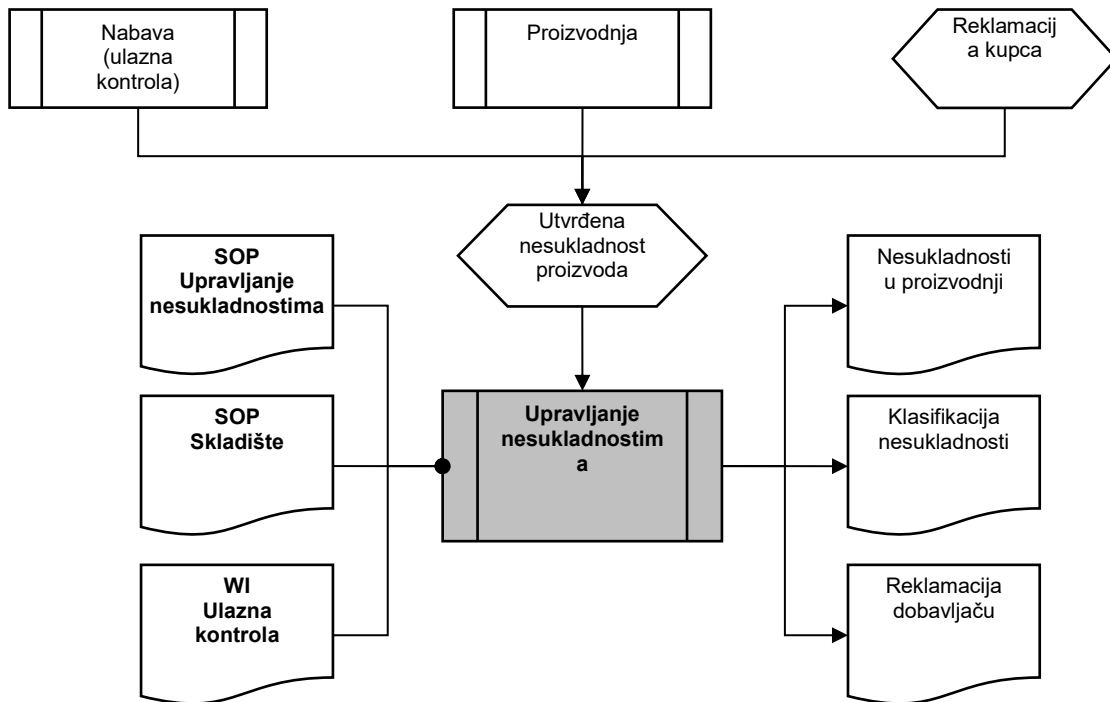 Nabava
(ulazna
kontrola)
Proizvodnja
Reklamacij
a kupca
Utvrđena
nesukladnost
proizvoda
SOP
Upravljanje
nesukladnostima
Nesukladnosti
u proizvodnji
SOP
Skladište
Upravljanje
nesukladnostim
a
Klasifikacija
nesukladnosti
WI
Ulazna
kontrola
Reklamacija
dobavljaču